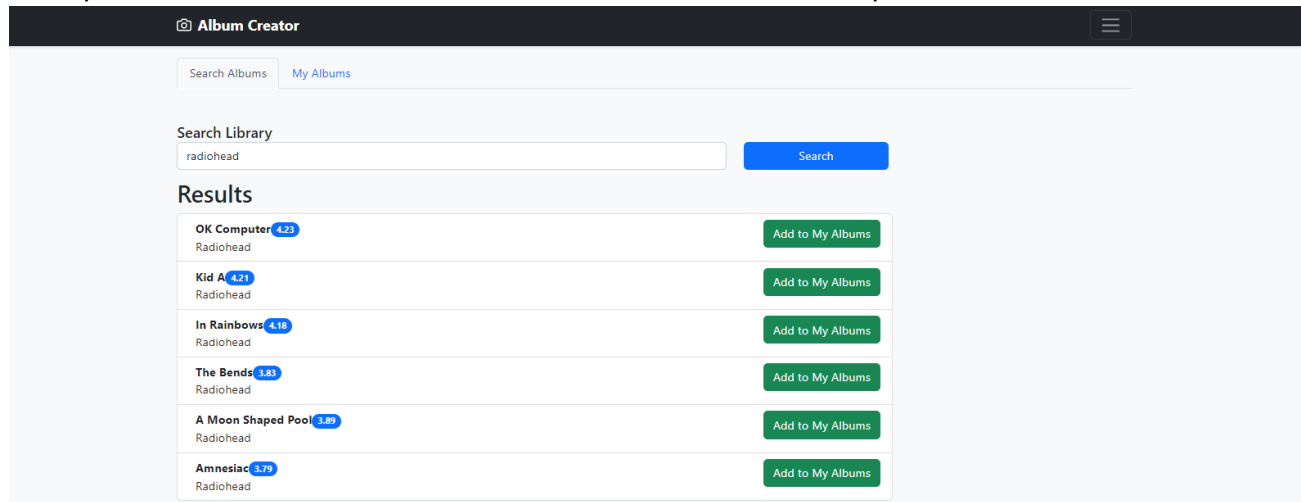 Album Creator
Search Albums My Albums
Search Library
radiohead Search
Results
OK Computer 4.23 Add to My Albums
Radiohead
Kid A 4.21 Add to My Albums
Radiohead
In Rainbows 4.18 Add to My Albums
Radiohead
The Bends 3.83 Add to My Albums
Radiohead
A Moon Shaped Pool 3.89 Add to My Albums
Radiohead
Amnesiac 3.79 Add to My Albums
Radiohead